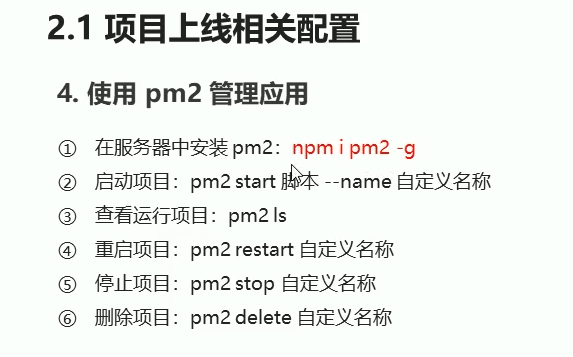 2.1 项目上线相关配置
4. 使用 pm2 管理应用
① 在服务器中安装 pm2：npm i pm2 -g
② 启动项目：pm2 start 脚本 --name 自定义名称
③ 查看运行项目：pm2 ls
④ 重启项目：pm2 restart 自定义名称
⑤ 停止项目：pm2 stop 自定义名称
⑥ 删除项目：pm2 delete 自定义名称